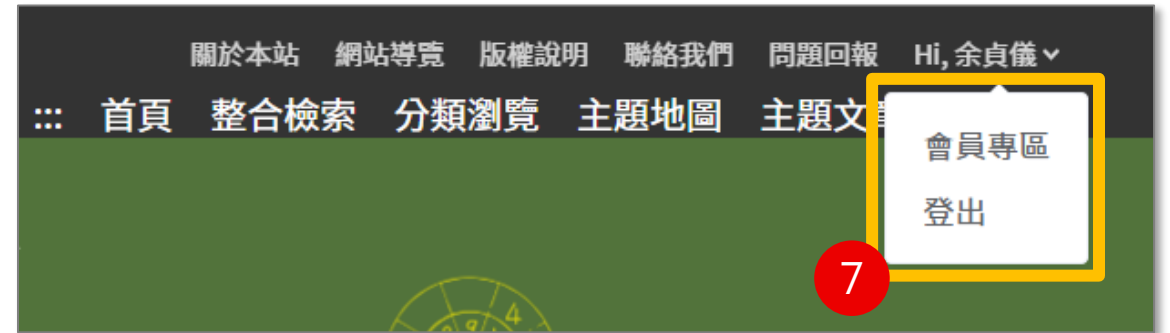 關於本站 網站導覽 版權說明 聯絡我們 問題回報 Hi, 余貞儀
::: 首頁 整合檢索 分類瀏覽 主題地圖 主題文
會員專區
登出
7
4